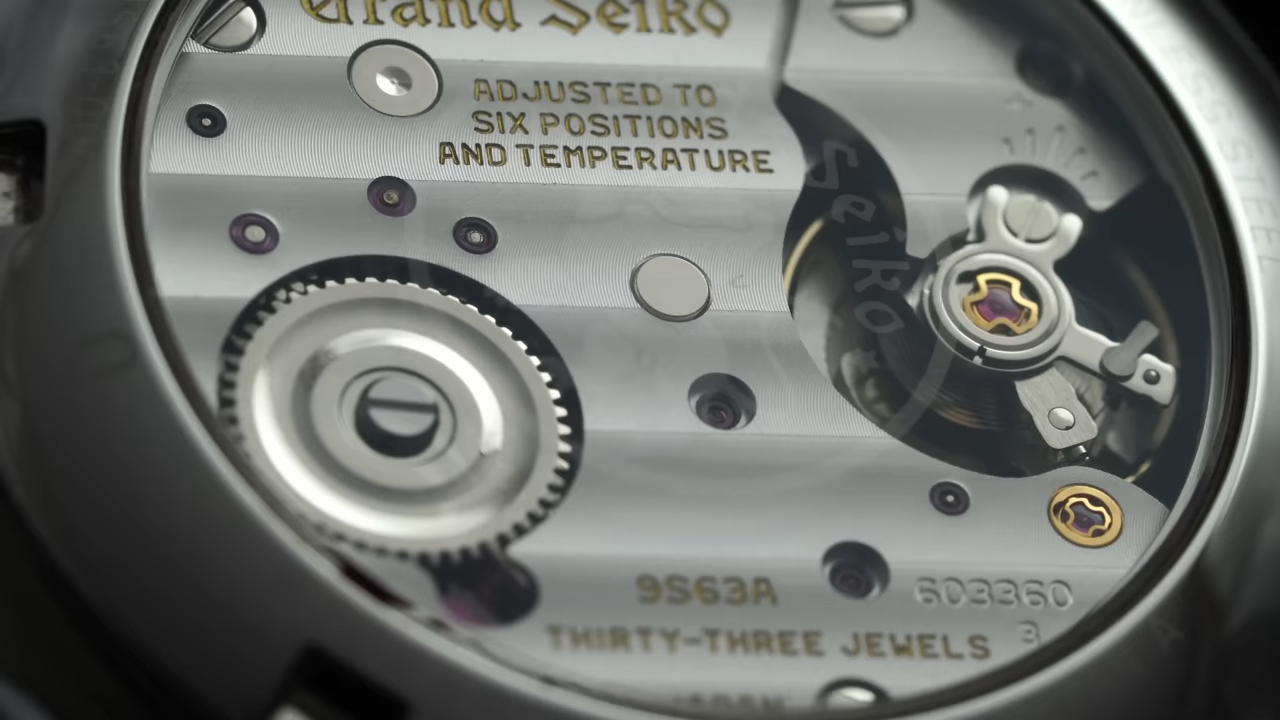 Grand Seiko
ADJUSTED TO
SIX POSITIONS
AND TEMPERATURE
Seiko
9S63A
603360
THIRTY-THREE JEWELS
3